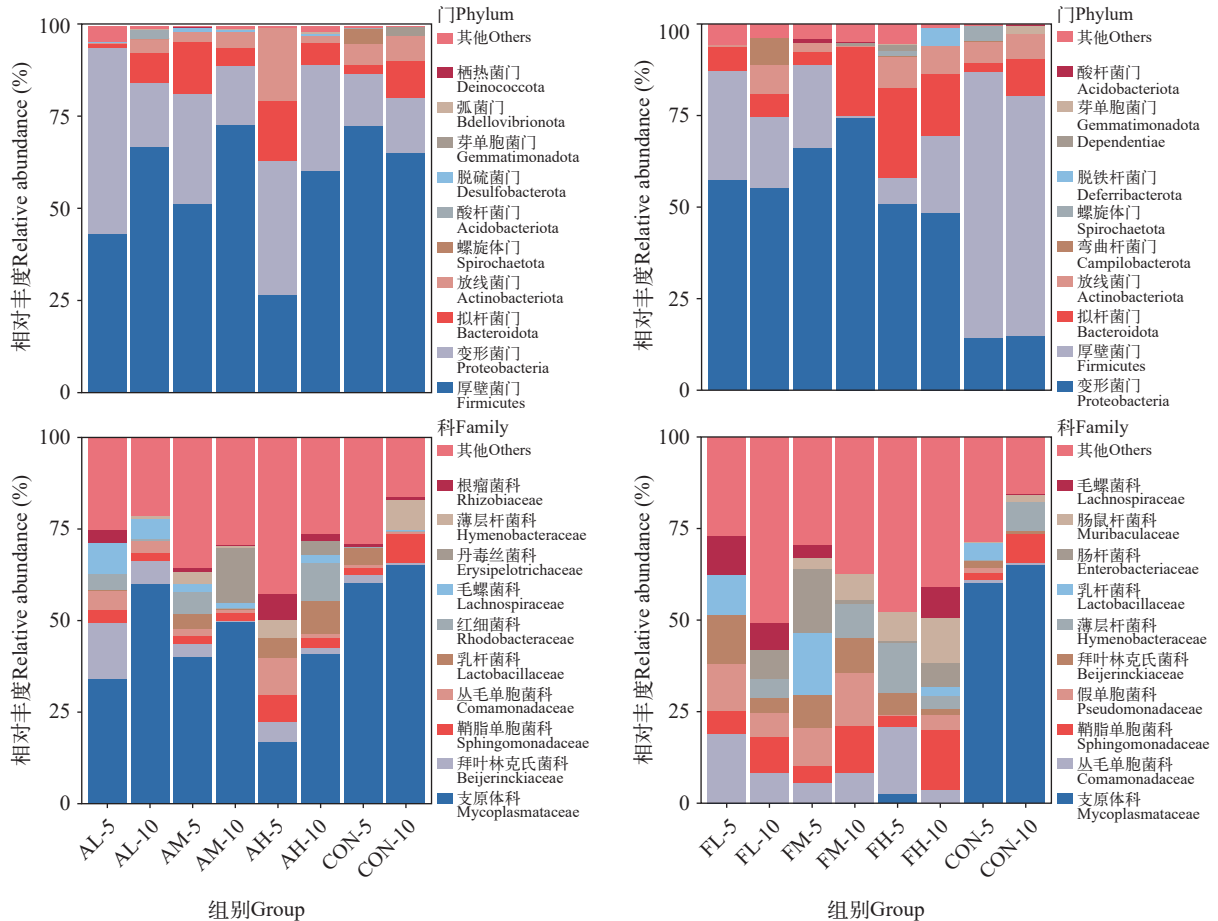 门Phylum
其他Others
栖热菌门
Deinococcota
弧菌门
Bdellovibrionota
芽单胞菌门
Gemmatimonadota
脱硫菌门
Desulfobacterota
酸杆菌门
Acidobacteriota
螺旋体门
Spirochaetota
放线菌门
Actinobacteriota
拟杆菌门
Bacteroidota
变形菌门
Proteobacteria
厚壁菌门
Firmicutes
相对丰度Relative abundance (%)
100
75
50
25
0
门Phylum
其他Others
酸杆菌门
Acidobacteriota
芽单胞菌门
Gemmatimonadota
Dependentiae
脱铁杆菌门
Deferribacterota
螺旋体门
Spirochaetota
弯曲杆菌门
Campilobacterota
放线菌门
Actinobacteriota
拟杆菌门
Bacteroidota
厚壁菌门
Firmicutes
变形菌门
Proteobacteria
相对丰度Relative abundance (%)
100
75
50
25
0
科Family
其他Others
根瘤菌科
Rhizobiaceae
薄层杆菌科
Hymenobacteraceae
丹毒丝菌科
Erysipelotrichaceae
毛螺菌科
Lachnospiraceae
红细菌科
Rhodobacteraceae
乳杆菌科
Lactobacillaceae
丛毛单胞菌科
Comamonadaceae
鞘脂单胞菌科
Sphingomonadaceae
拜叶林克氏菌科
Beijerinckiaceae
支原体科
Mycoplasmataceae
相对丰度Relative abundance (%)
100
75
50
25
0
AL-5
AL-10
AM-5
AM-10
AH-5
AH-10
CON-5
CON-10
组别Group
科Family
其他Others
毛螺菌科
Lachnospiraceae
肠鼠杆菌科
Muribaculaceae
肠杆菌科
Enterobacteriaceae
乳杆菌科
Lactobacillaceae
薄层杆菌科
Hymenobacteraceae
拜叶林克氏菌科
Beijerinckiaceae
假单胞菌科
Pseudomonadaceae
鞘脂单胞菌科
Sphingomonadaceae
丛毛单胞菌科
Comamonadaceae
支原体科
Mycoplasmataceae
相对丰度Relative abundance (%)
100
75
50
25
0
FL-5
FL-10
FM-5
FM-10
FH-5
FH-10
CON-5
CON-10
组别Group